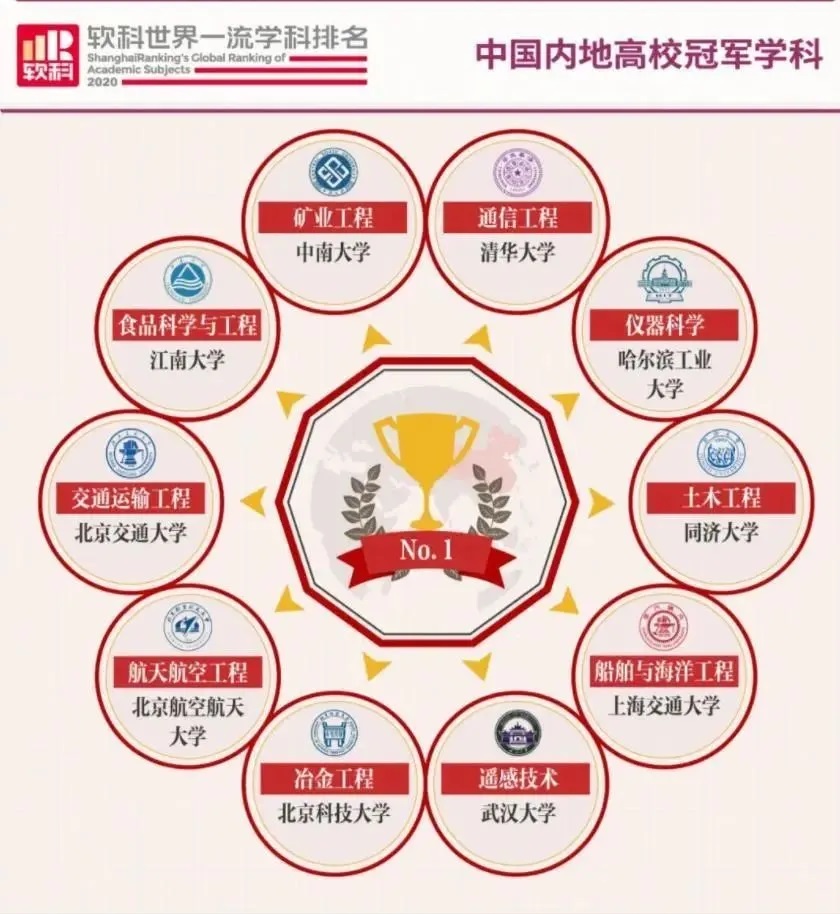 软科世界一流学科排名
ShanghaiRanking's Global Ranking of
Academic Subjects
2020
软科
中国内地高校冠军学科
矿业工程
中南大学
通信工程
清华大学
食品科学与工程
江南大学
仪器科学
哈尔滨工业
大学
交通运输工程
北京交通大学
土木工程
同济大学
No. 1
航天航空工程
北京航空航天
大学
船舶与海洋工程
上海交通大学
冶金工程
北京科技大学
遥感技术
武汉大学